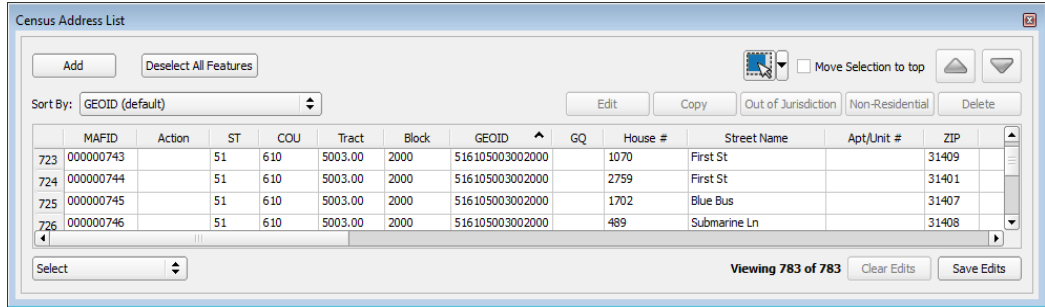 Census Address List
Add Deselect All Features Move Selection to top
Sort By: GEOID (default) Edit Copy Out of Jurisdiction Non-Residential Delete
MAFID Action ST COU Tract Block GEOID GQ House # Street Name Apt/Unit # ZIP
723 000000743 51 610 5003.00 2000 516105003002000 1070 First St 31409
724 000000744 51 610 5003.00 2000 516105003002000 2759 First St 31401
725 000000745 51 610 5003.00 2000 516105003002000 1702 Blue Bus 31407
726 000000746 51 610 5003.00 2000 516105003002000 489 Submarine Ln 31408
Select Viewing 783 of 783 Clear Edits Save Edits